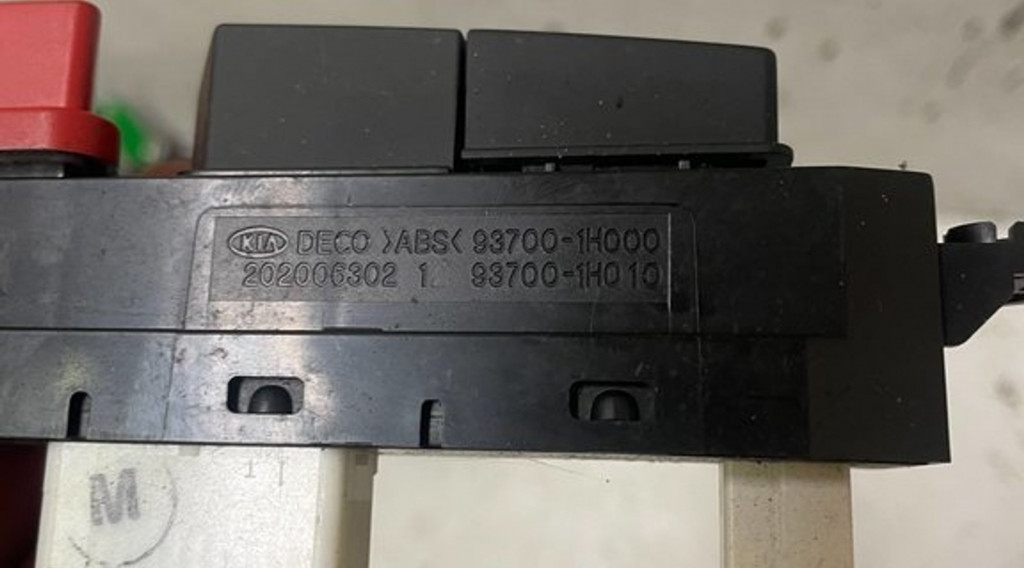 KIA DECO >ABS< 93700-1H000
202006302 1 93700-1H010
M